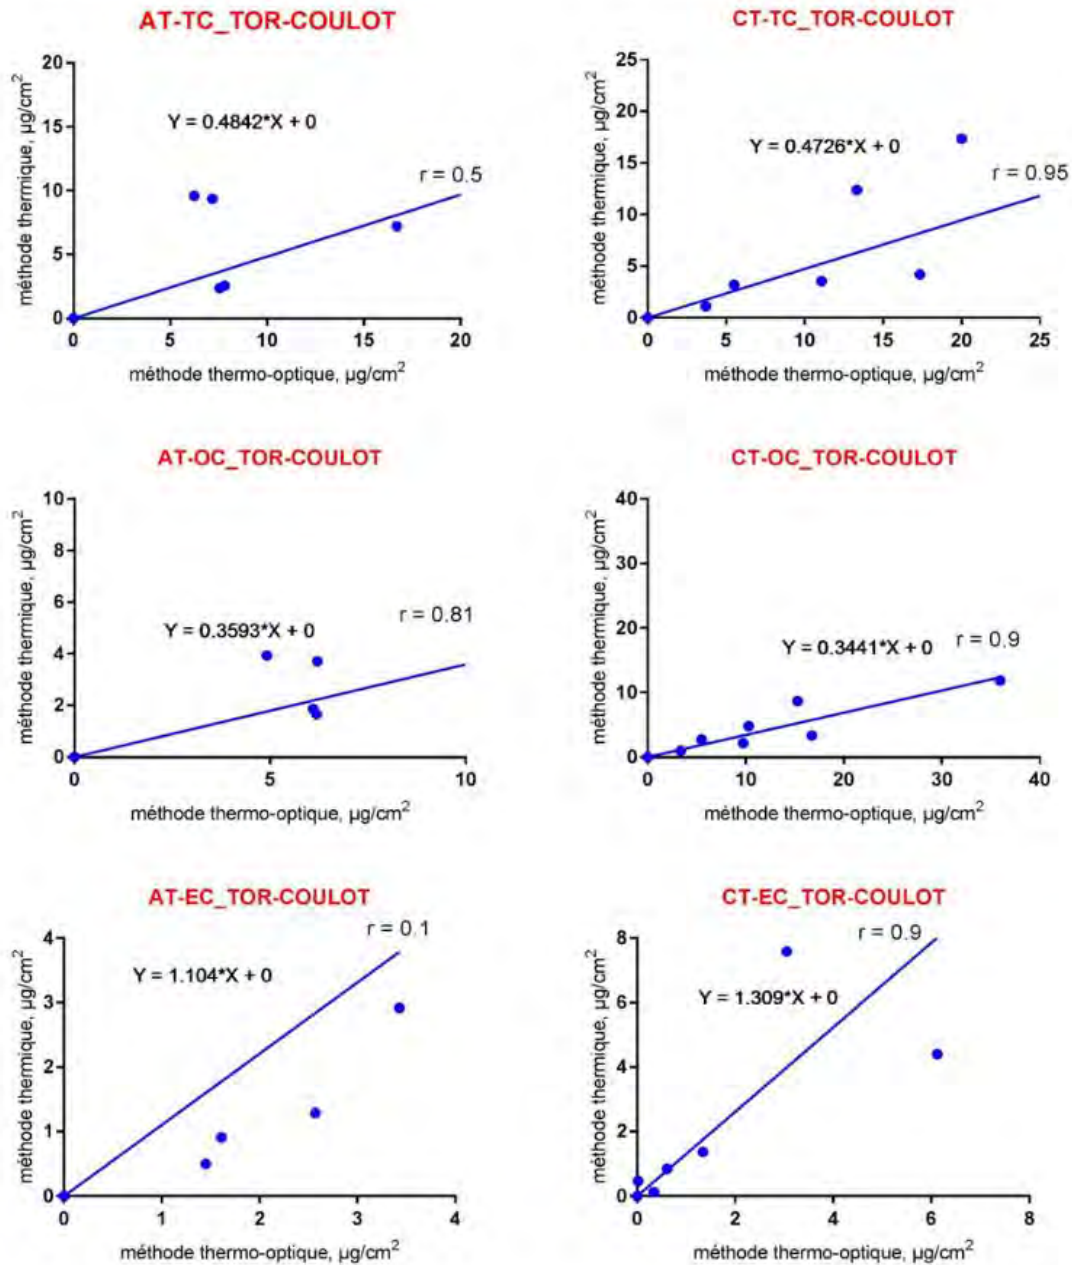 AT-TC_TOR-COULOT
méthode thermique, µg/cm²
20
15
10
5
0
Y = 0.4842*X + 0
r = 0.5
0 5 10 15 20
méthode thermo-optique, µg/cm²
CT-TC_TOR-COULOT
méthode thermique, µg/cm²
25
20
15
10
5
0
Y = 0.4726*X + 0
r = 0.95
0 5 10 15 20 25
méthode thermo-optique, µg/cm²
AT-OC_TOR-COULOT
méthode thermique, µg/cm²
10
8
6
4
2
0
Y = 0.3593*X + 0
r = 0.81
0 5 10
méthode thermo-optique, µg/cm²
CT-OC_TOR-COULOT
méthode thermique, µg/cm²
40
30
20
10
0
Y = 0.3441*X + 0
r = 0.9
0 10 20 30 40
méthode thermo-optique, µg/cm²
AT-EC_TOR-COULOT
méthode thermique, µg/cm²
4
3
2
1
0
Y = 1.104*X + 0
r = 0.1
0 1 2 3 4
méthode thermo-optique, µg/cm²
CT-EC_TOR-COULOT
méthode thermique, µg/cm²
8
6
4
2
0
Y = 1.309*X + 0
r = 0.9
0 2 4 6 8
méthode thermo-optique, µg/cm²